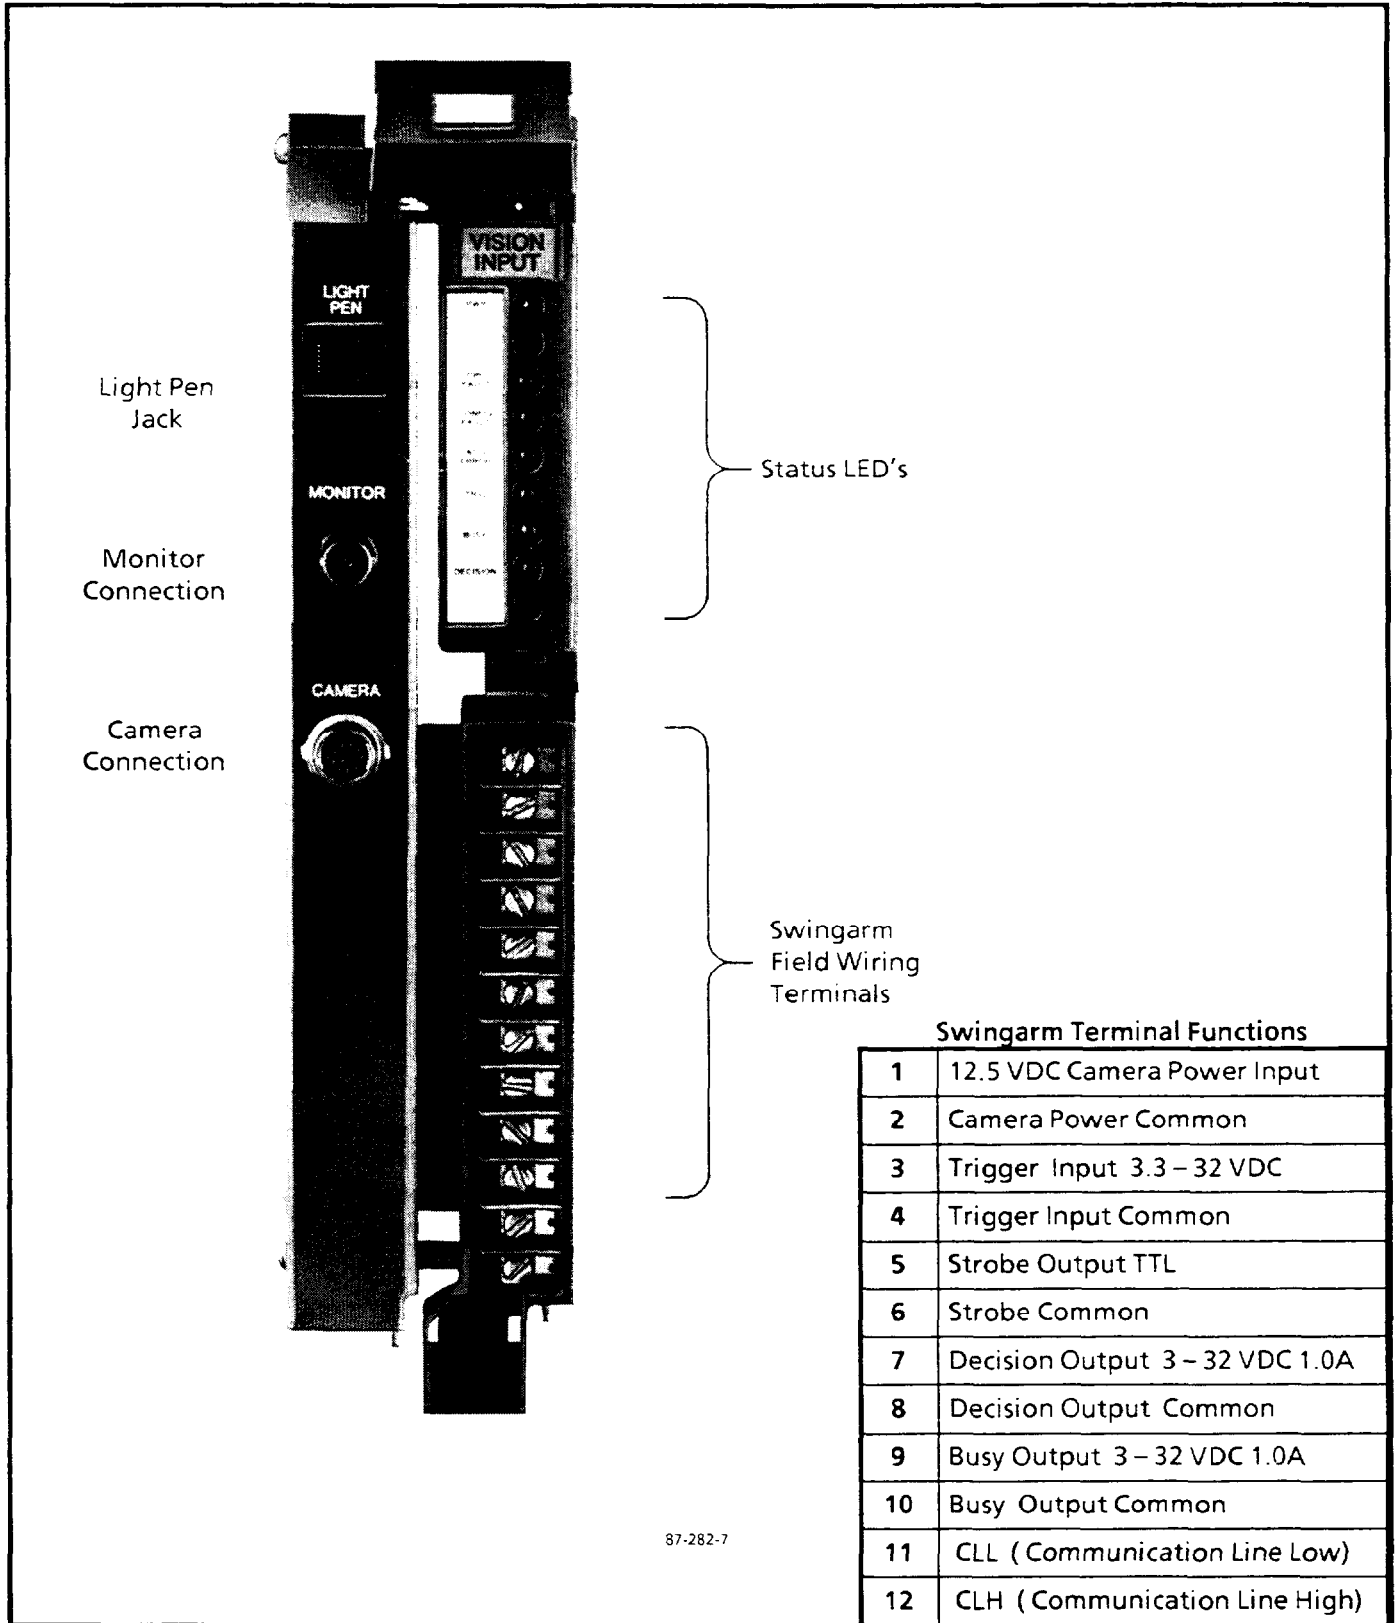 VISION
INPUT
LIGHT
PEN
Light Pen
Jack
Status LED's
MONITOR
Monitor
Connection
BUSY
DECISION
CAMERA
Camera
Connection
Swingarm
Field Wiring
Terminals
Swingarm Terminal Functions
1 12.5 VDC Camera Power Input
2 Camera Power Common
3 Trigger Input 3.3 – 32 VDC
4 Trigger Input Common
5 Strobe Output TTL
6 Strobe Common
7 Decision Output 3 – 32 VDC 1.0A
8 Decision Output Common
9 Busy Output 3 – 32 VDC 1.0A
10 Busy Output Common
11 CLL ( Communication Line Low)
12 CLH ( Communication Line High)
87-282-7